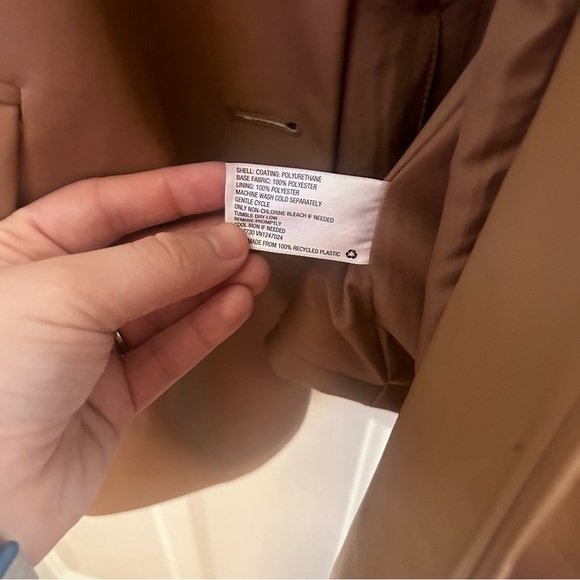 SHELL: COATING: POLYURETHANE
BASE FABRIC: 100% POLYESTER
LINING: 100% POLYESTER
MACHINE WASH COLD SEPARATELY
GENTLE CYCLE
ONLY NON-CHLORINE BLEACH IF NEEDED
TUMBLE DRY LOW
REMOVE PROMPTLY
COOL IRON IF NEEDED
VN1247024
MADE FROM 100% RECYCLED PLASTIC